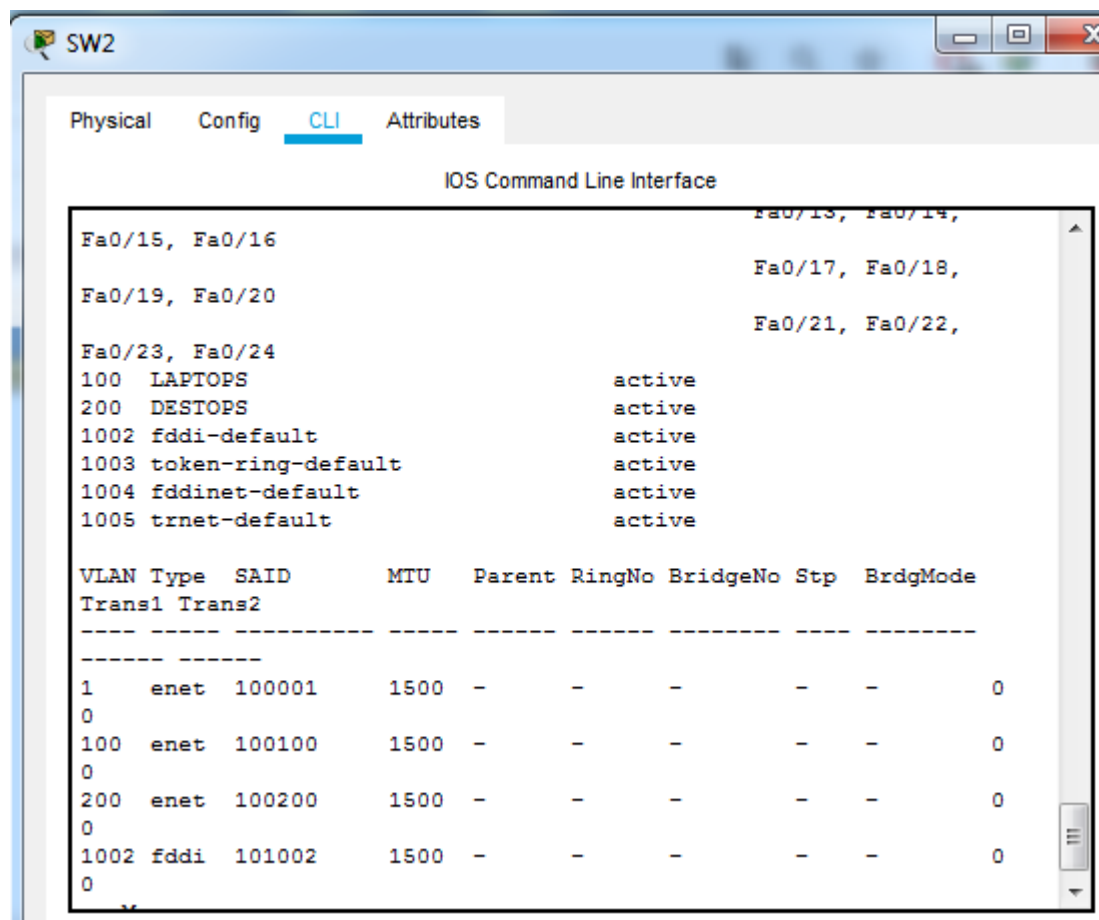 SW2
Physical Config CLI Attributes
IOS Command Line Interface
Fa0/13, Fa0/14,
Fa0/15, Fa0/16
Fa0/17, Fa0/18,
Fa0/19, Fa0/20
Fa0/21, Fa0/22,
Fa0/23, Fa0/24
100 LAPTOPS active
200 DESTOPS active
1002 fddi-default active
1003 token-ring-default active
1004 fddinet-default active
1005 trnet-default active
VLAN Type SAID MTU Parent RingNo BridgeNo Stp BrdgMode
Trans1 Trans2
---- ----- ---------- ----- ------ ------ -------- ---- --------
------ ------
1 enet 100001 1500 - - - - - 0
0
100 enet 100100 1500 - - - - - 0
0
200 enet 100200 1500 - - - - - 0
0
1002 fddi 101002 1500 - - - - - 0
0